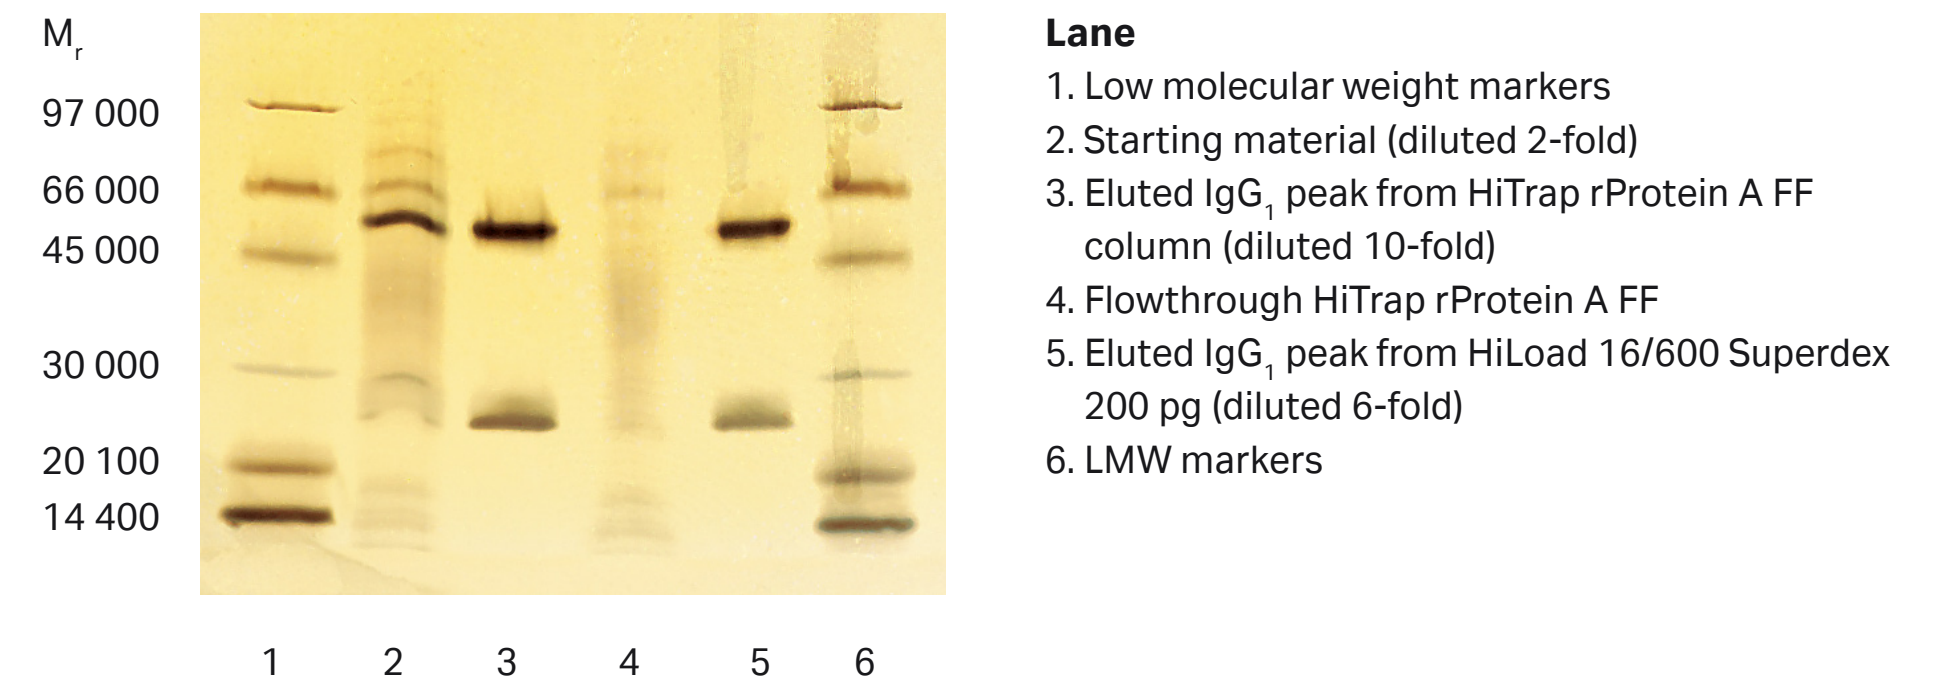 Mr
97 000
66 000
45 000
30 000
20 100
14 400
1 2 3 4 5 6
Lane
1. Low molecular weight markers
2. Starting material (diluted 2-fold)
3. Eluted IgG1 peak from HiTrap rProtein A FF
column (diluted 10-fold)
4. Flowthrough HiTrap rProtein A FF
5. Eluted IgG1 peak from HiLoad 16/600 Superdex
200 pg (diluted 6-fold)
6. LMW markers